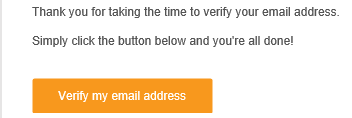 Thank you for taking the time to verify your email address.
Simply click the button below and you're all done!
Verify my email address